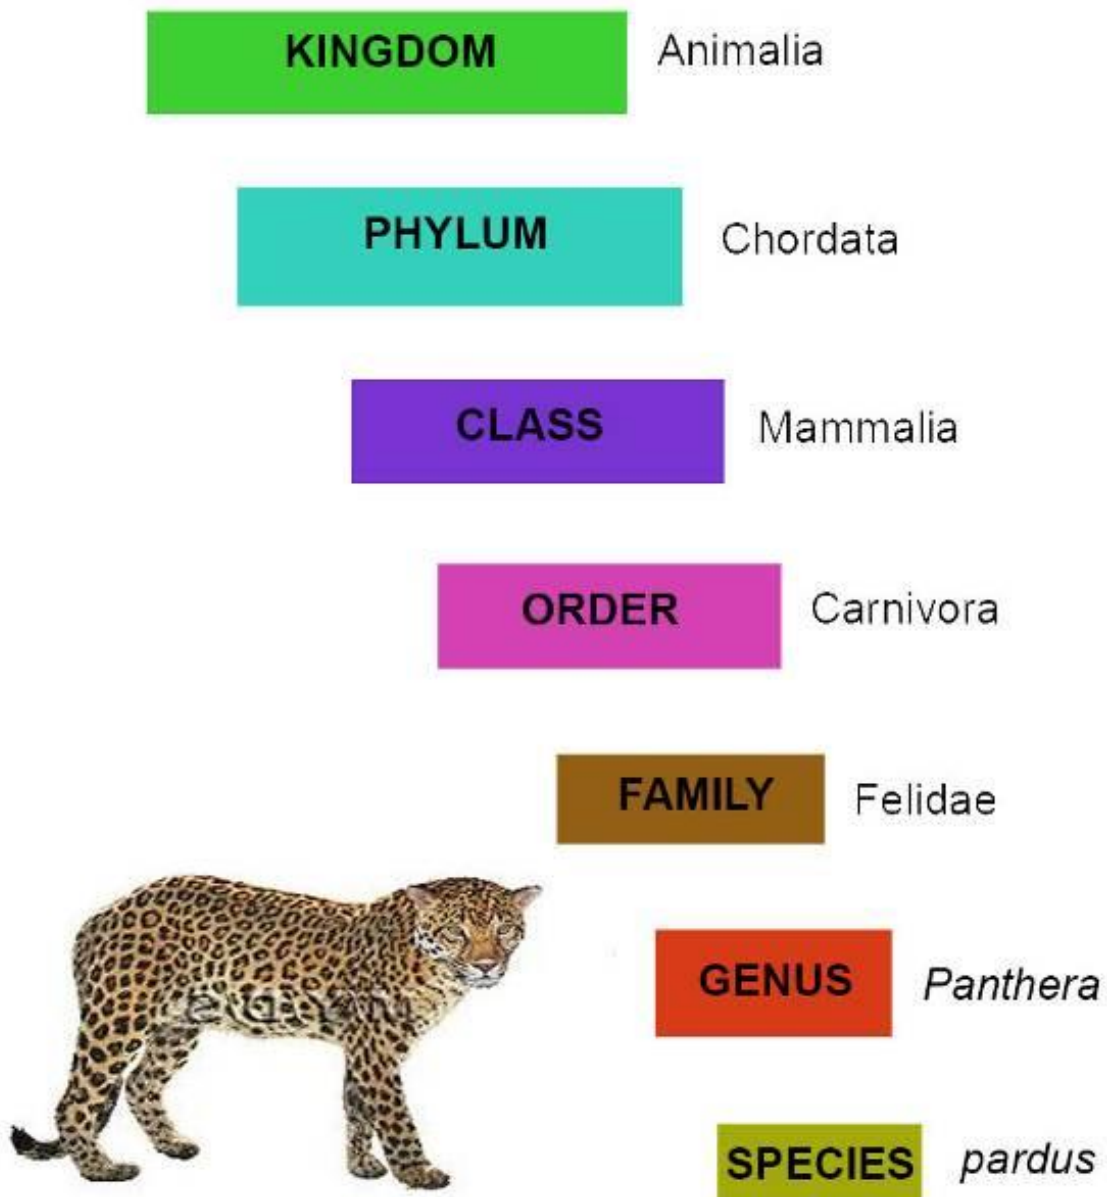 KINGDOM Animalia
PHYLUM Chordata
CLASS Mammalia
ORDER Carnivora
FAMILY Felidae
GENUS Panthera
SPECIES pardus